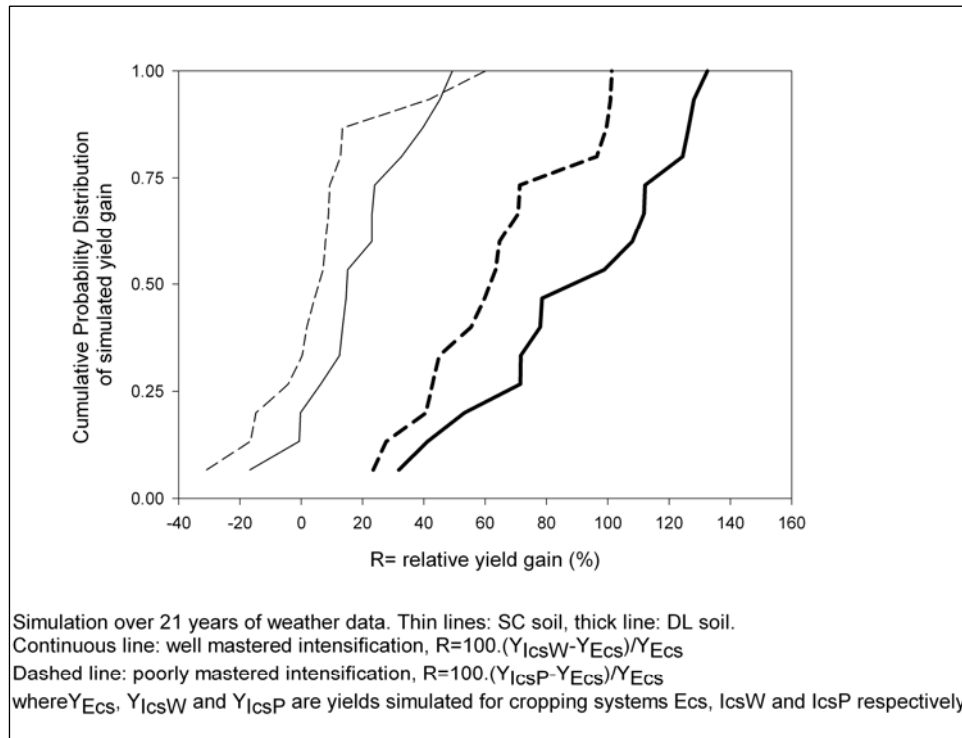 1.00
0.75
0.50
0.25
0.00
Cumulative Probability Distribution
of simulated yield gain
-40 -20 0 20 40 60 80 100 120 140 160
R= relative yield gain (%)
Simulation over 21 years of weather data. Thin lines: SC soil, thick line: DL soil.
Continuous line: well mastered intensification, R=100.(YIcsW-YEcs)/YEcs
Dashed line: poorly mastered intensification, R=100.(YIcsP-YEcs)/YEcs
whereYEcs, YIcsW and YIcsP are yields simulated for cropping systems Ecs, IcsW and IcsP respectively